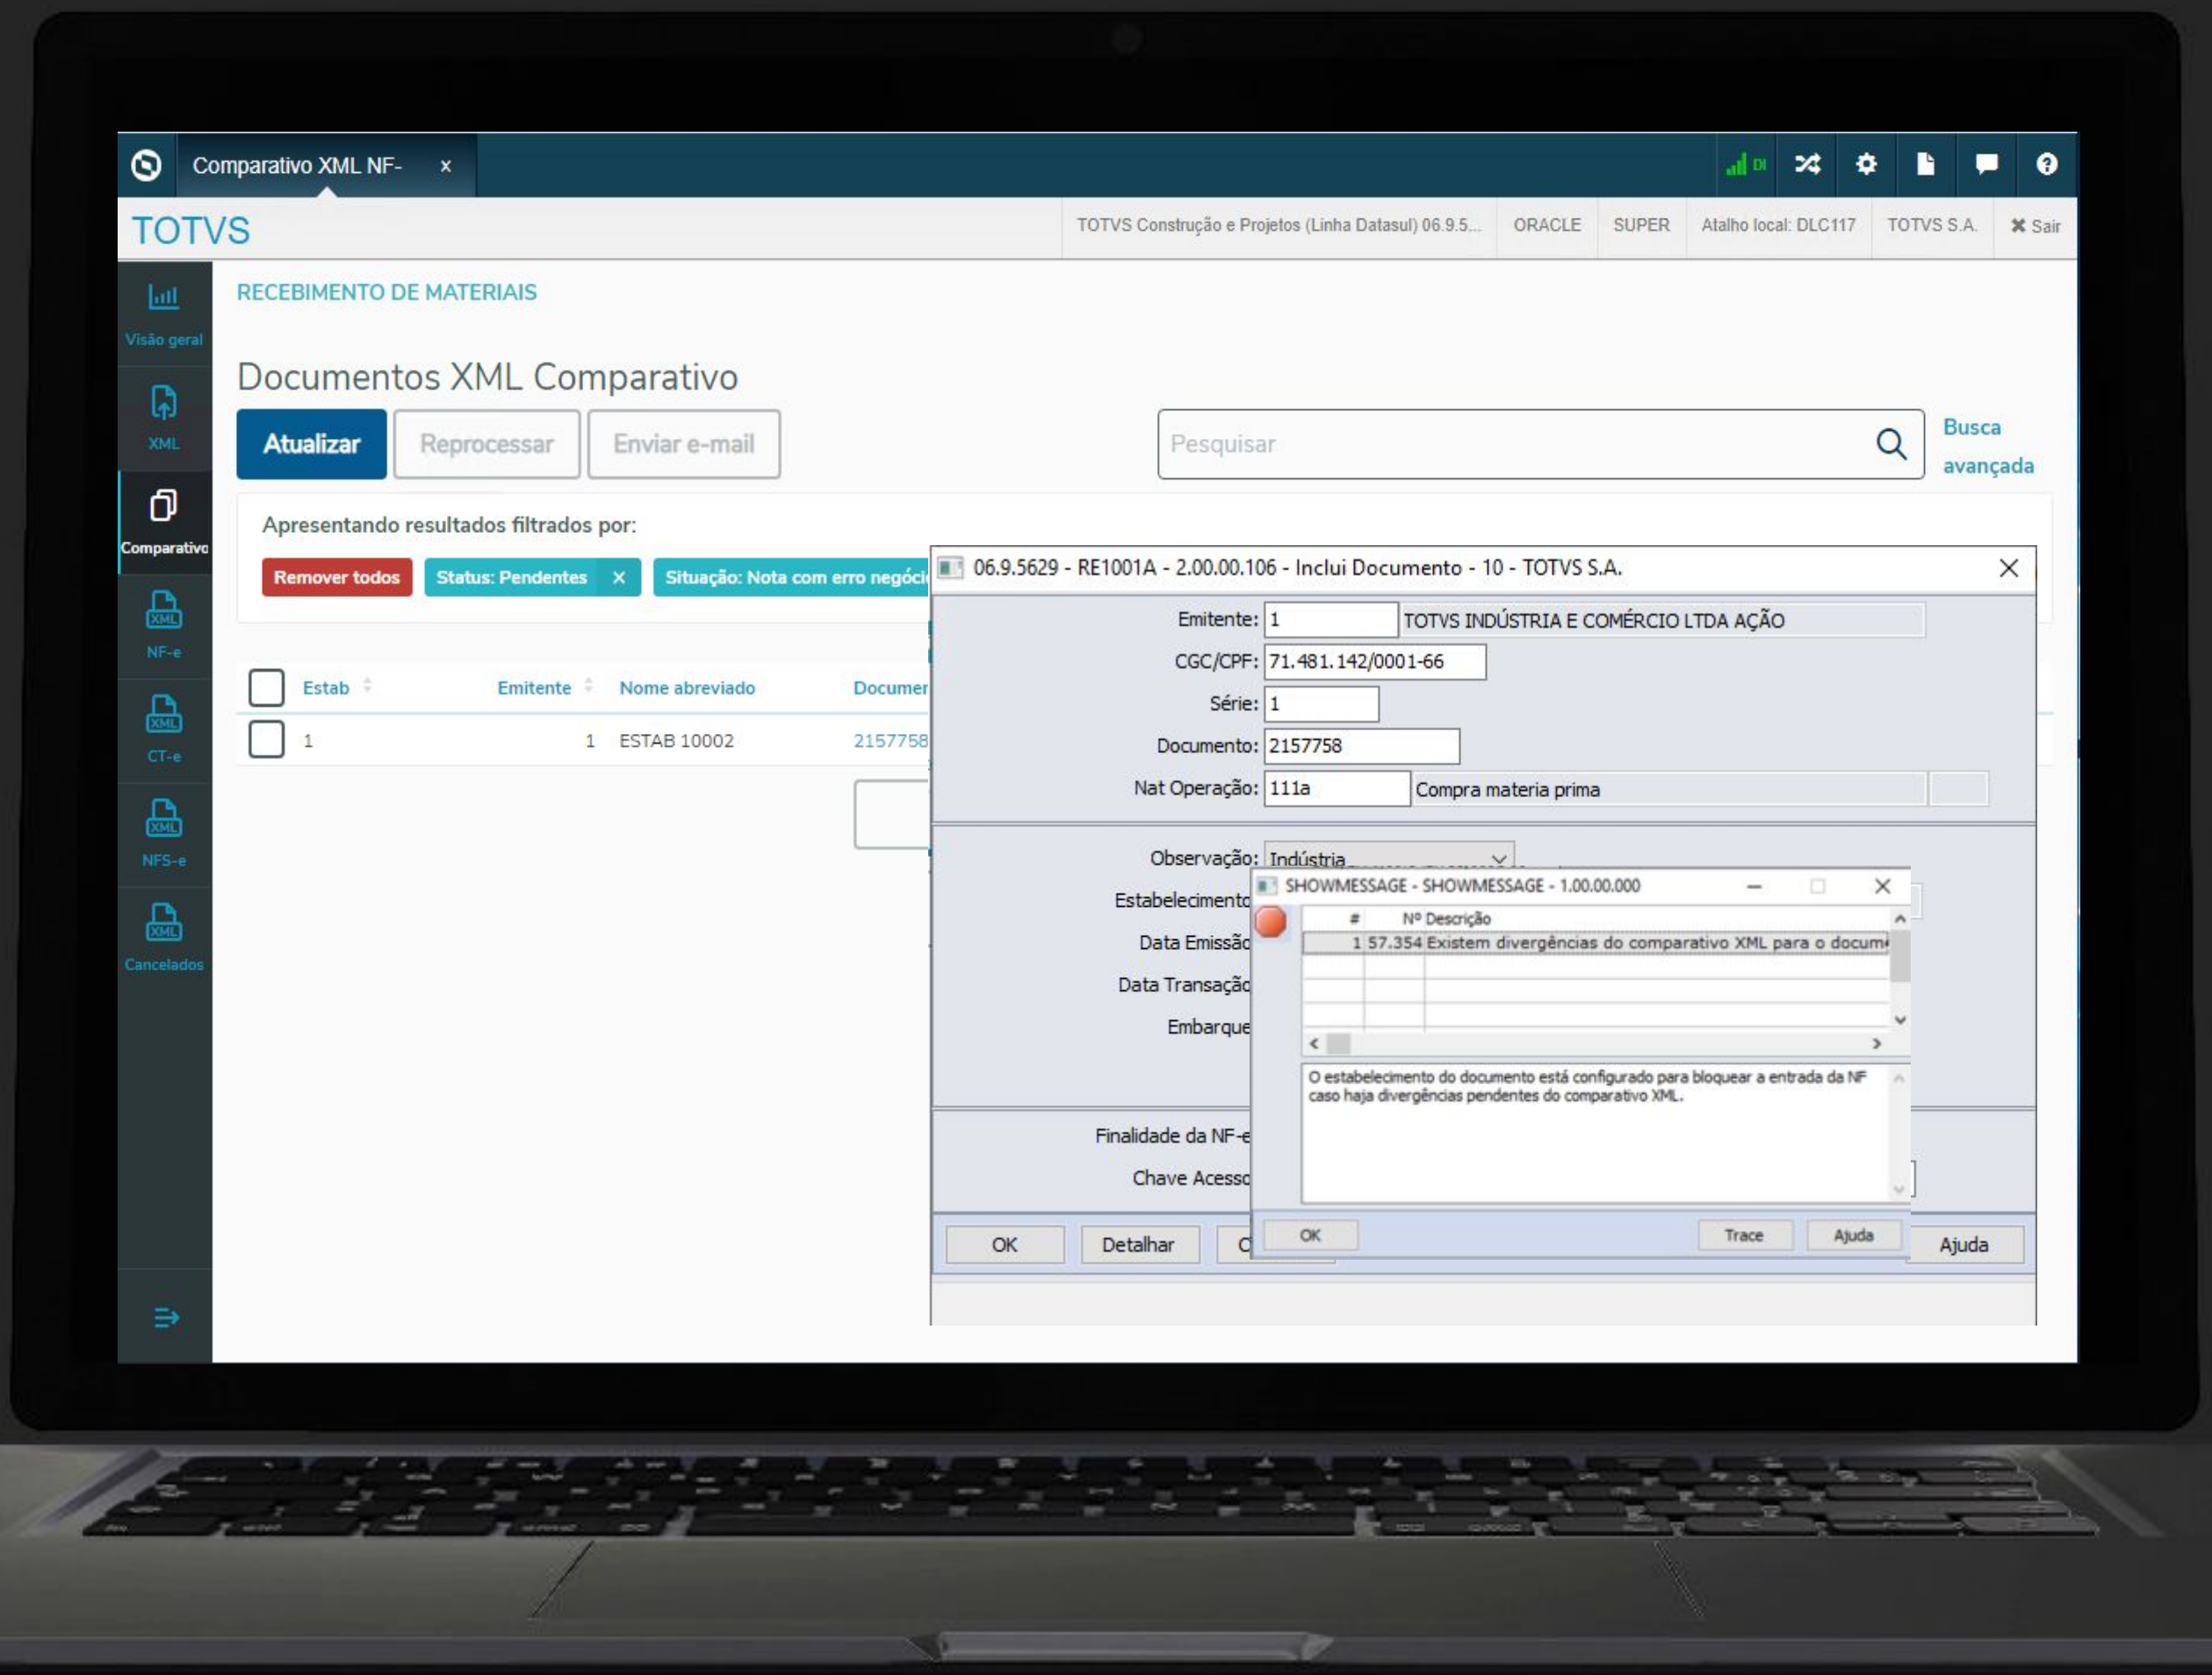 Comparativo XML NF- x
DI
TOTVS
TOTVS Construção e Projetos (Linha Datasul) 06.9.5... ORACLE SUPER Atalho local: DLC117 TOTVS S.A. Sair
Visão geral
XML
Comparativo
NF-e
CT-e
NFS-e
Cancelados
RECEBIMENTO DE MATERIAIS
Documentos XML Comparativo
Atualizar Reprocessar Enviar e-mail
Pesquisar
Busca
avançada
Apresentando resultados filtrados por:
Remover todos Status: Pendentes Situação: Nota com erro negóci
Estab Emitente Nome abreviado Documen
1 1 ESTAB 10002 2157758
06.9.5629 - RE1001A - 2.00.00.106 - Inclui Documento - 10 - TOTVS S.A.
Emitente: 1 TOTVS INDÚSTRIA E COMÉRCIO LTDA AÇÃO
CGC/CPF: 71.481.142/0001-66
Série: 1
Documento: 2157758
Nat Operação: 111a Compra materia prima
Observação: Indústria
Estabelecimento
Data Emissão
Data Transação
Embarque
Finalidade da NF-e
Chave Acesso
OK Detalhar C Ajuda
SHOWMESSAGE - SHOWMESSAGE - 1.00.00.000
# Nº Descrição
1 57.354 Existem divergências do comparativo XML para o docume
O estabelecimento do documento está configurado para bloquear a entrada da NF
caso haja divergências pendentes do comparativo XML.
OK Trace Ajuda